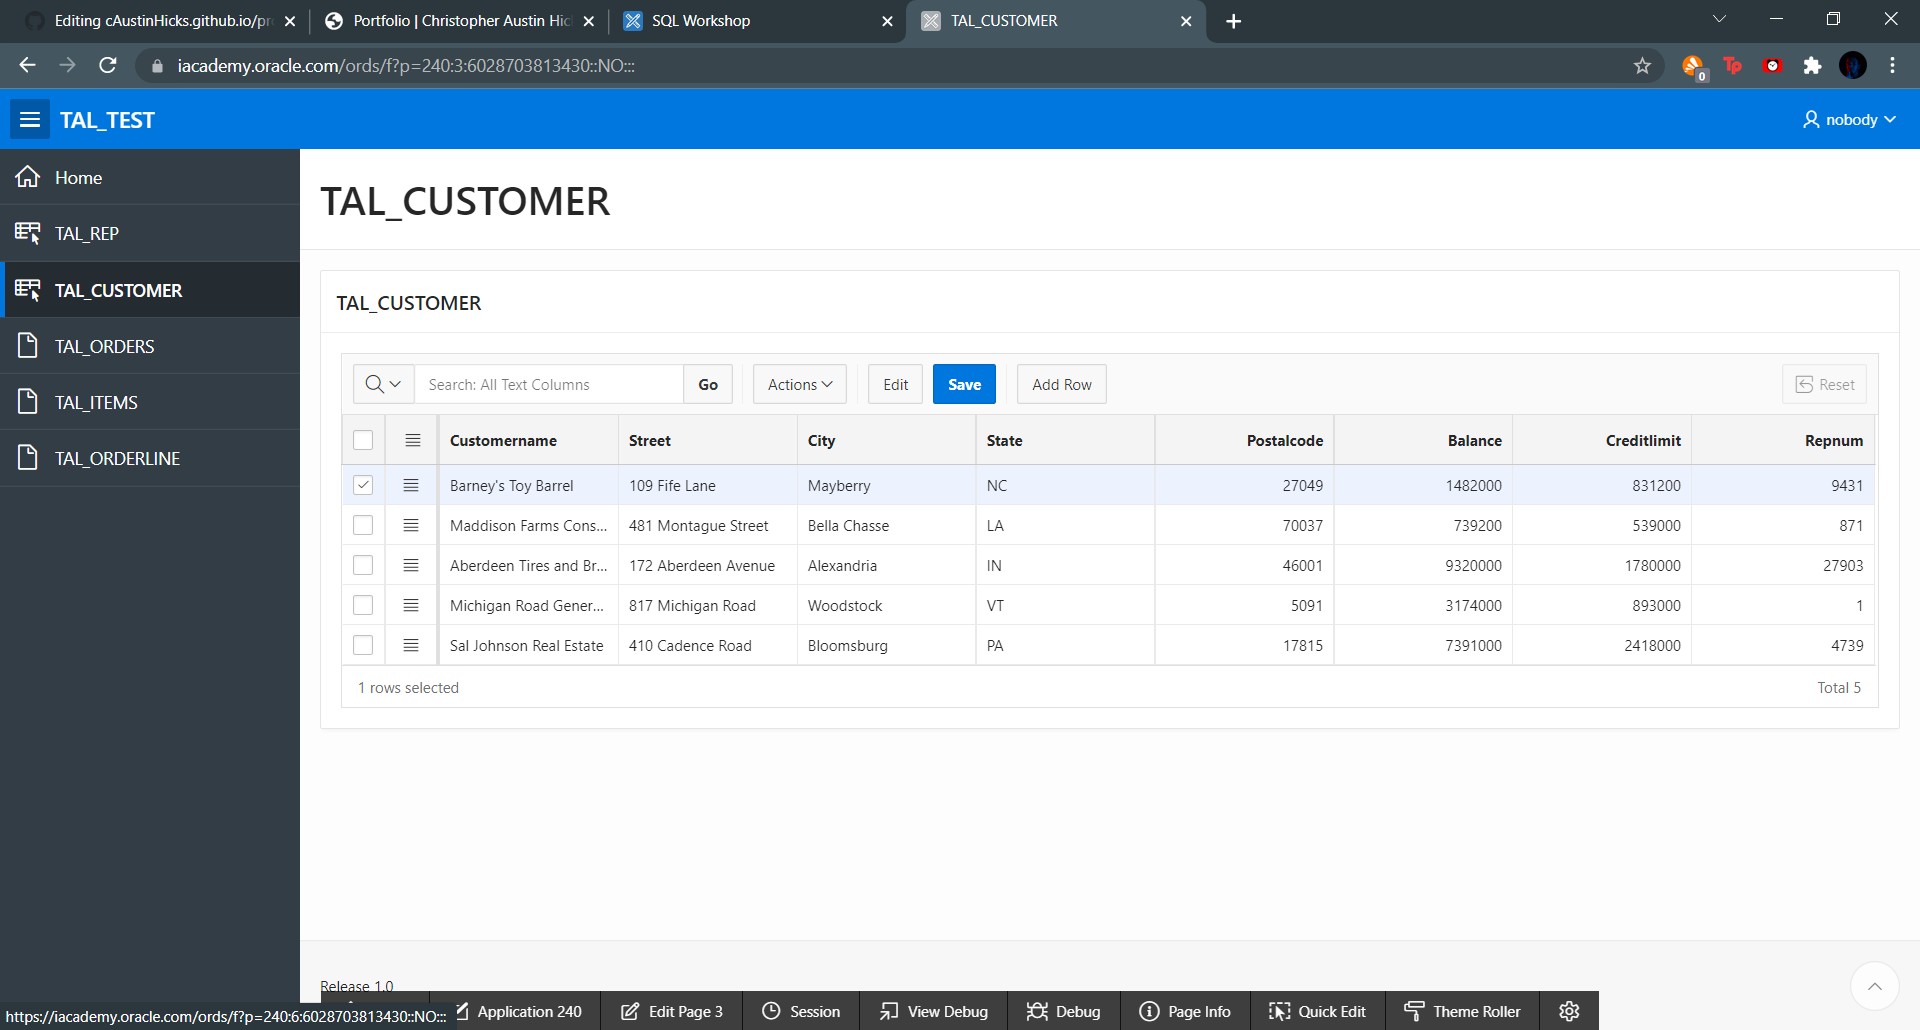 Editing cAustinHicks.github.io/pr
Portfolio | Christopher Austin Hic
SQL Workshop
TAL_CUSTOMER
iacademy.oracle.com/ords/f?p=240:3:6028703813430::NO:::
0
Tp
TAL_TEST
nobody
Home
TAL_REP
TAL_CUSTOMER
TAL_ORDERS
TAL_ITEMS
TAL_ORDERLINE
TAL_CUSTOMER
TAL_CUSTOMER
Search: All Text Columns Go Actions Edit Save Add Row Reset
Customername Street City State Postalcode Balance Creditlimit Repnum
Barney's Toy Barrel 109 Fife Lane Mayberry NC 27049 1482000 831200 9431
Maddison Farms Cons... 481 Montague Street Bella Chasse LA 70037 739200 539000 871
Aberdeen Tires and Br... 172 Aberdeen Avenue Alexandria IN 46001 9320000 1780000 27903
Michigan Road Gener... 817 Michigan Road Woodstock VT 5091 3174000 893000 1
Sal Johnson Real Estate 410 Cadence Road Bloomsburg PA 17815 7391000 2418000 4739
1 rows selected Total 5
Release 1.0
https://iacademy.oracle.com/ords/f?p=240:6:6028703813430::NO:::
Application 240 Edit Page 3 Session View Debug Debug Page Info Quick Edit Theme Roller